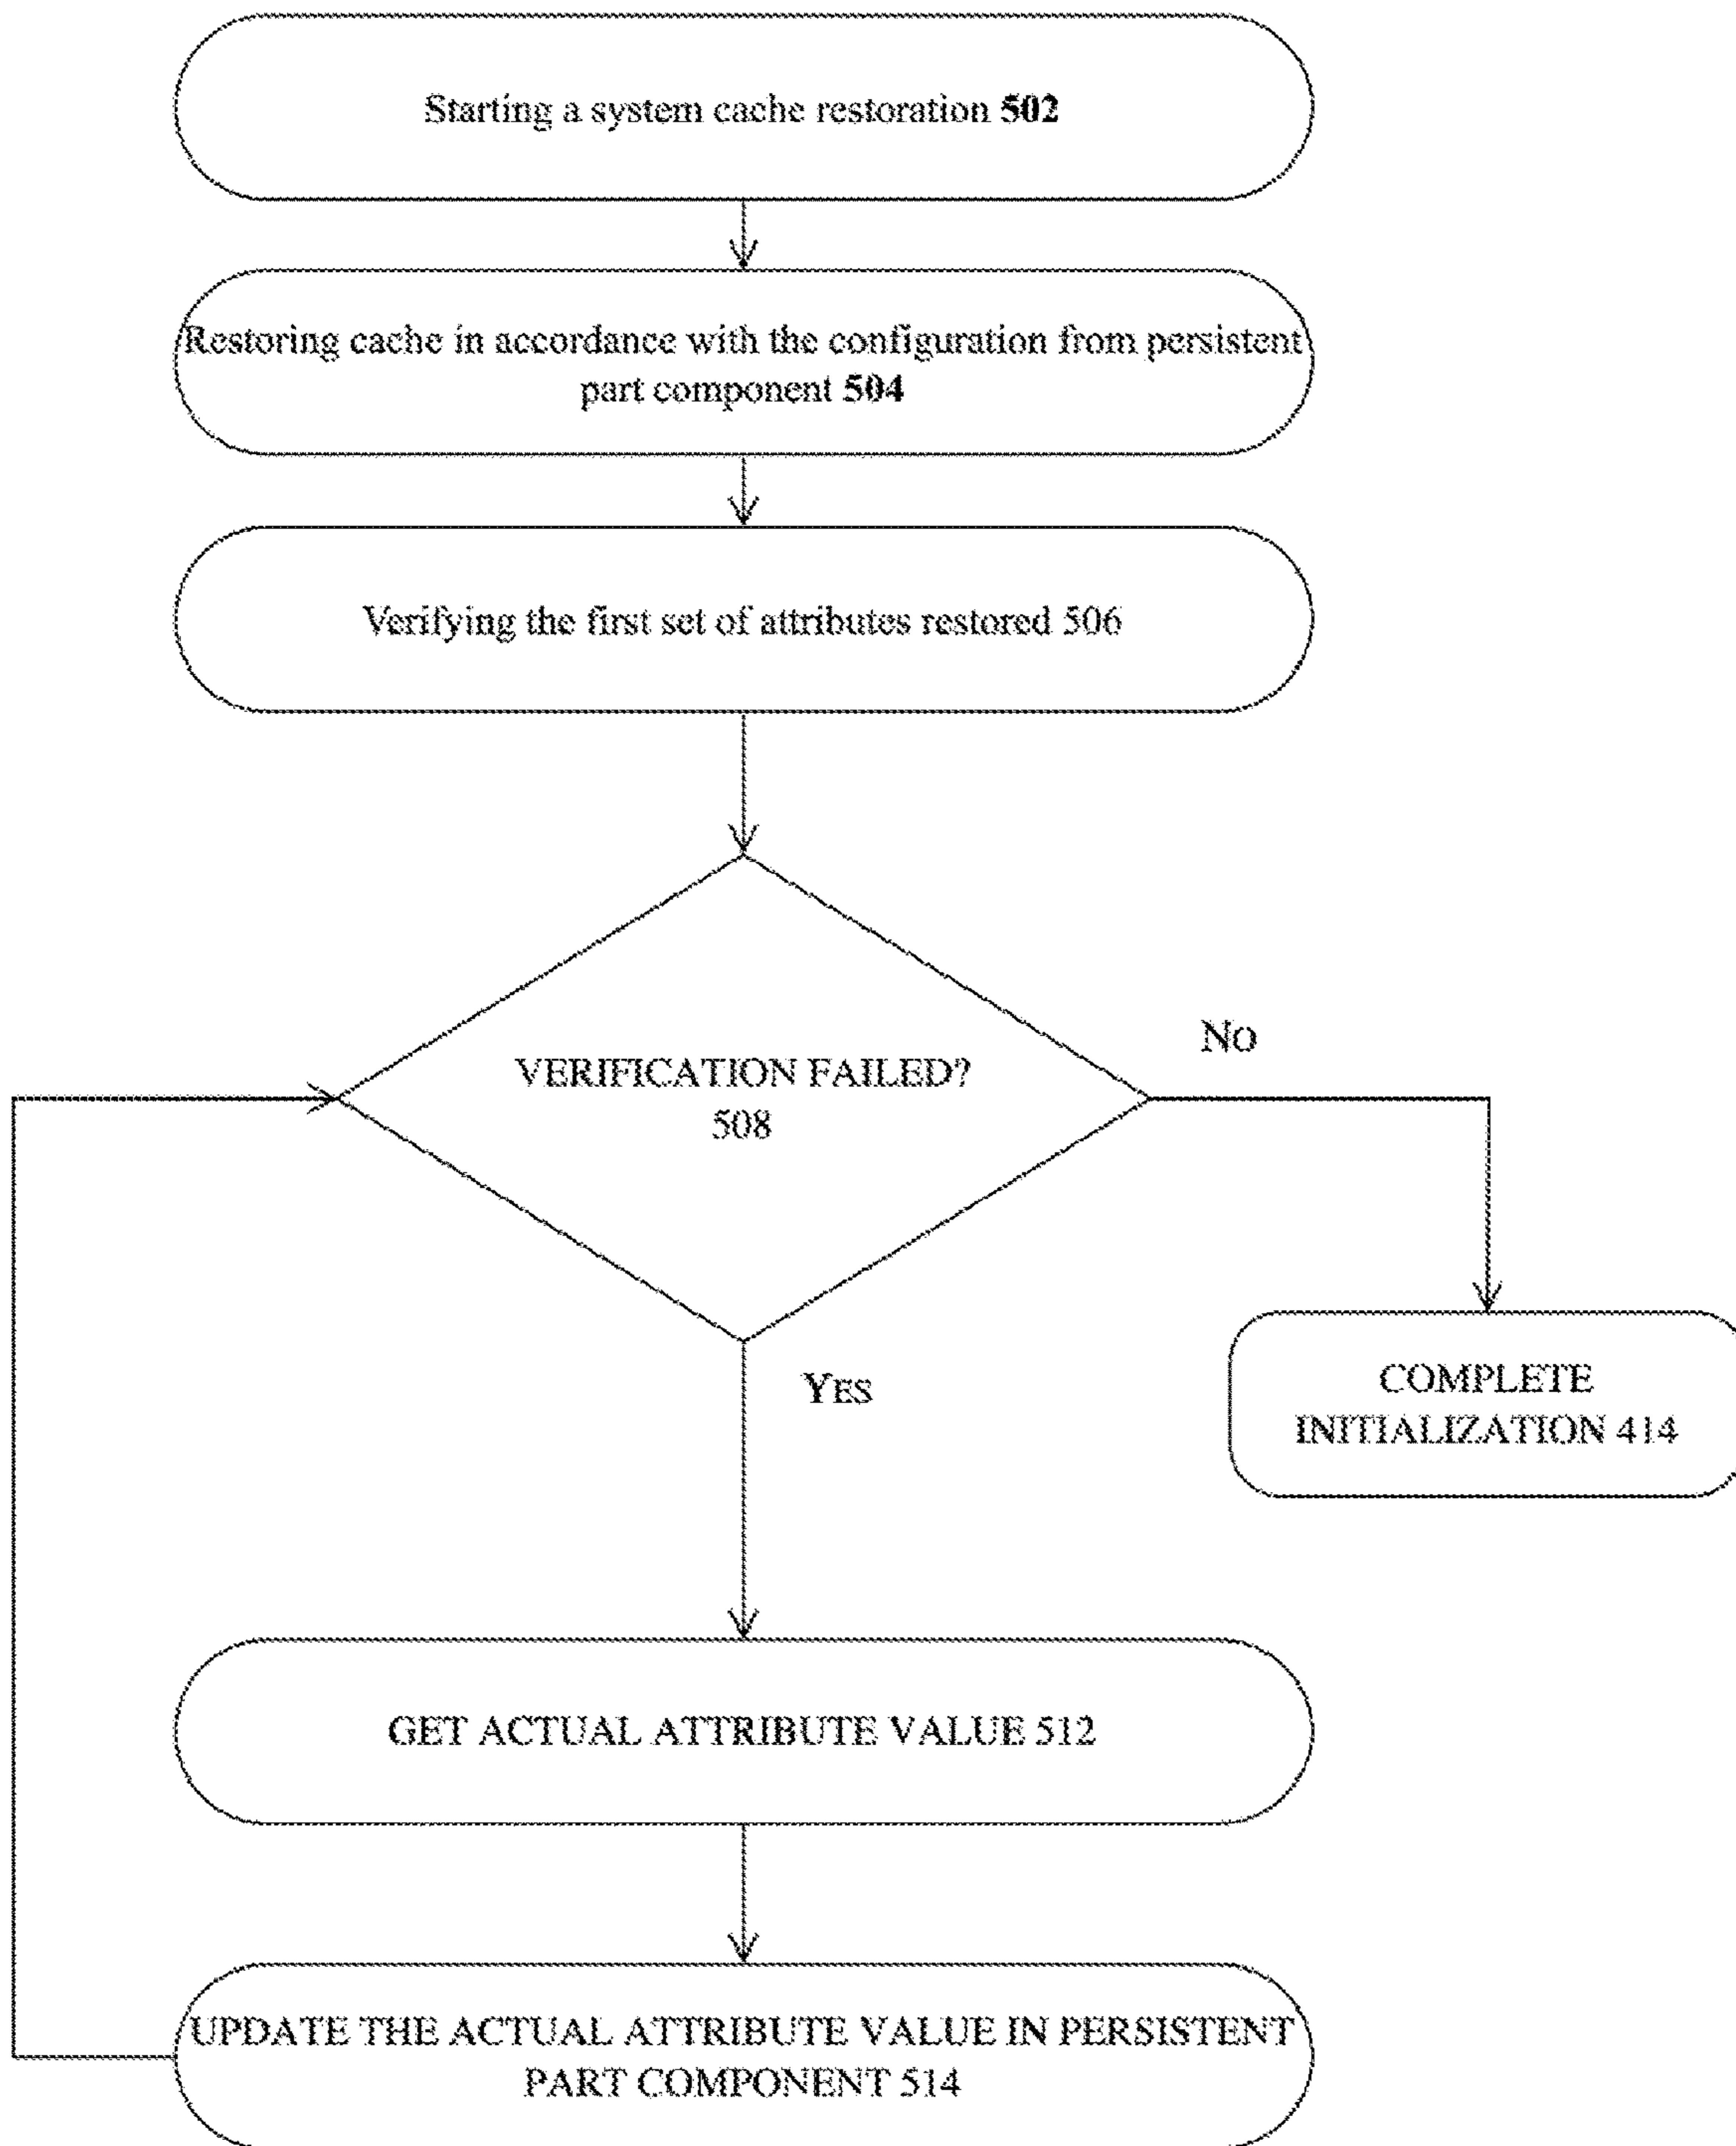 Starting a system cache restoration 502
Restoring cache in accordance with the configuration from persistent
part component 504
Verifying the first set of attributes restored 506
VERIFICATION FAILED?
508
NO
YES
COMPLETE
INITIALIZATION 414
GET ACTUAL ATTRIBUTE VALUE 512
UPDATE THE ACTUAL ATTRIBUTE VALUE IN PERSISTENT
PART COMPONENT 514